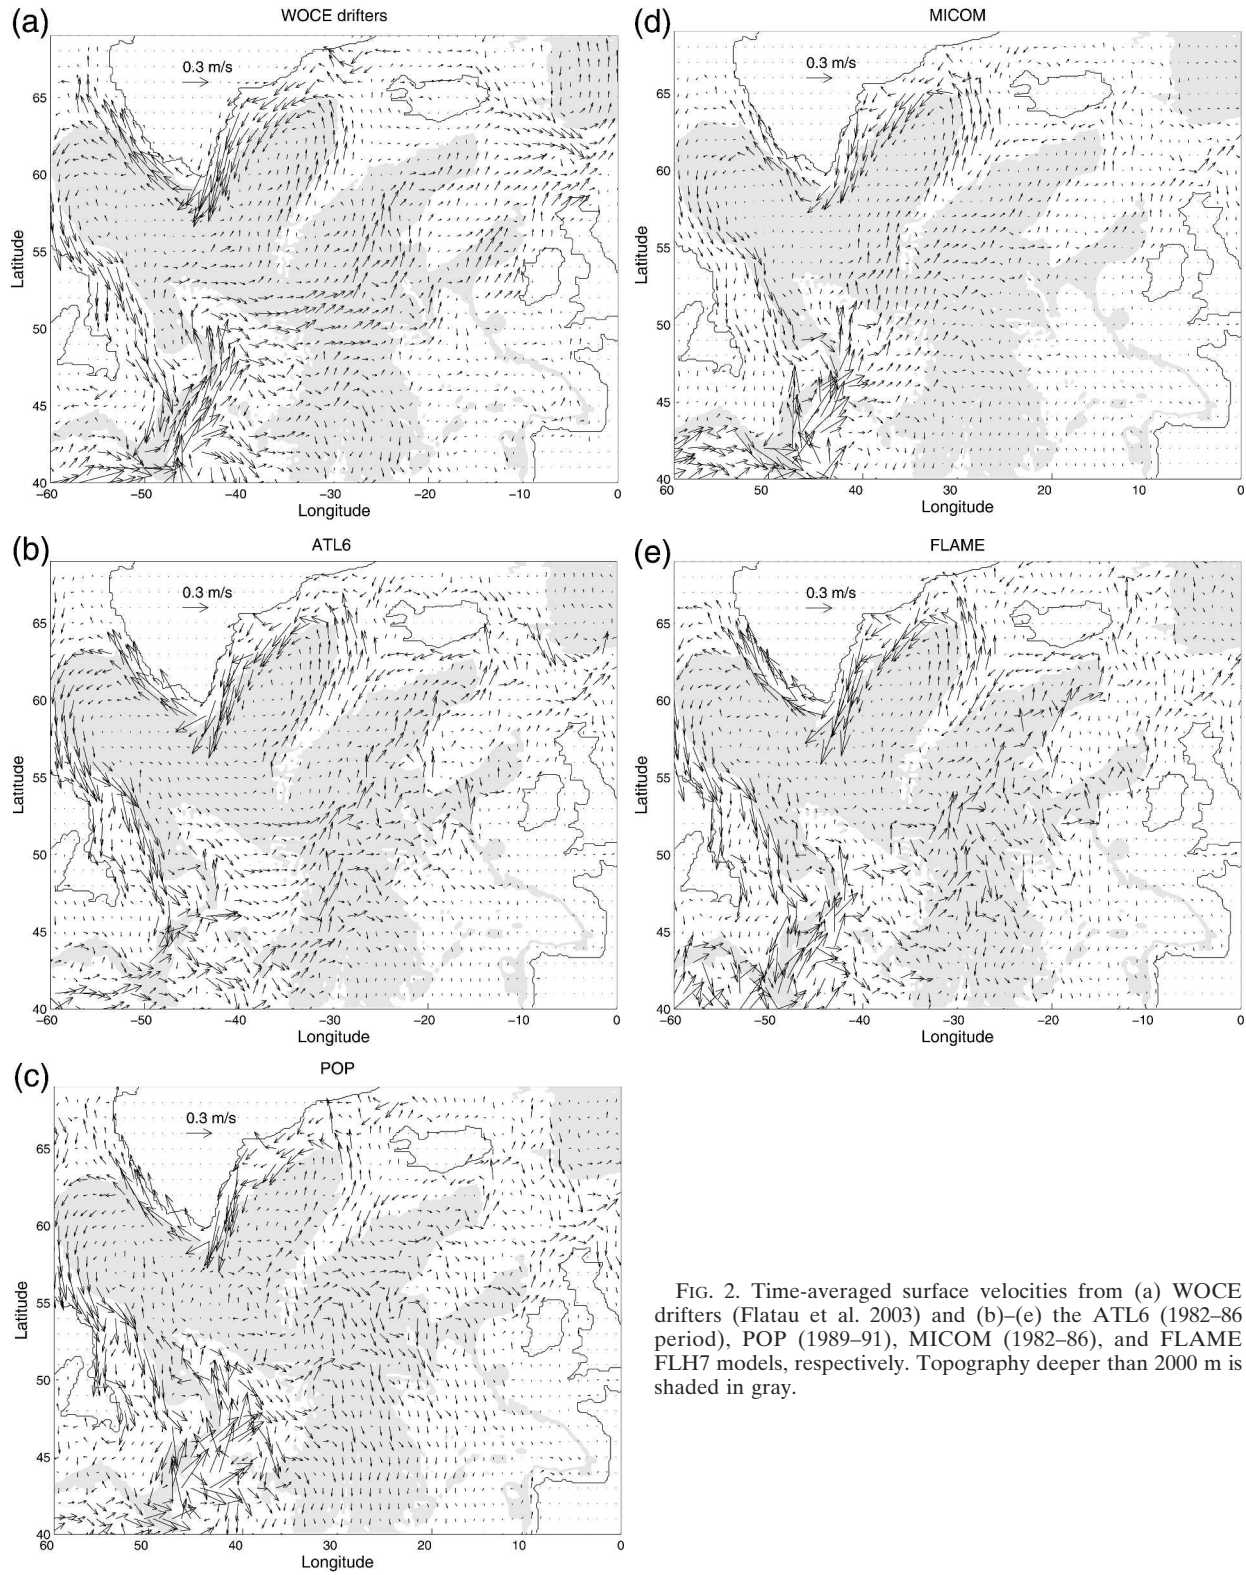 (a)
WOCE drifters
0.3 m/s
65
60
55
50
45
40
Latitude
−60 −50 −40 −30 −20 −10 0
Longitude
(d)
MICOM
0.3 m/s
65
60
55
50
45
40
Latitude
60 50 40 30 20 10 0
Longitude
(b)
ATL6
0.3 m/s
65
60
55
50
45
40
Latitude
−60 −50 −40 −30 −20 −10 0
Longitude
(e)
FLAME
0.3 m/s
65
60
55
50
45
40
Latitude
−60 −50 −40 −30 −20 −10 0
Longitude
(c)
POP
0.3 m/s
65
60
55
50
45
40
Latitude
60 50 40 30 20 10 0
Longitude
FIG. 2. Time-averaged surface velocities from (a) WOCE
drifters (Flatau et al. 2003) and (b)–(e) the ATL6 (1982–86
period), POP (1989–91), MICOM (1982–86), and FLAME
FLH7 models, respectively. Topography deeper than 2000 m is
shaded in gray.